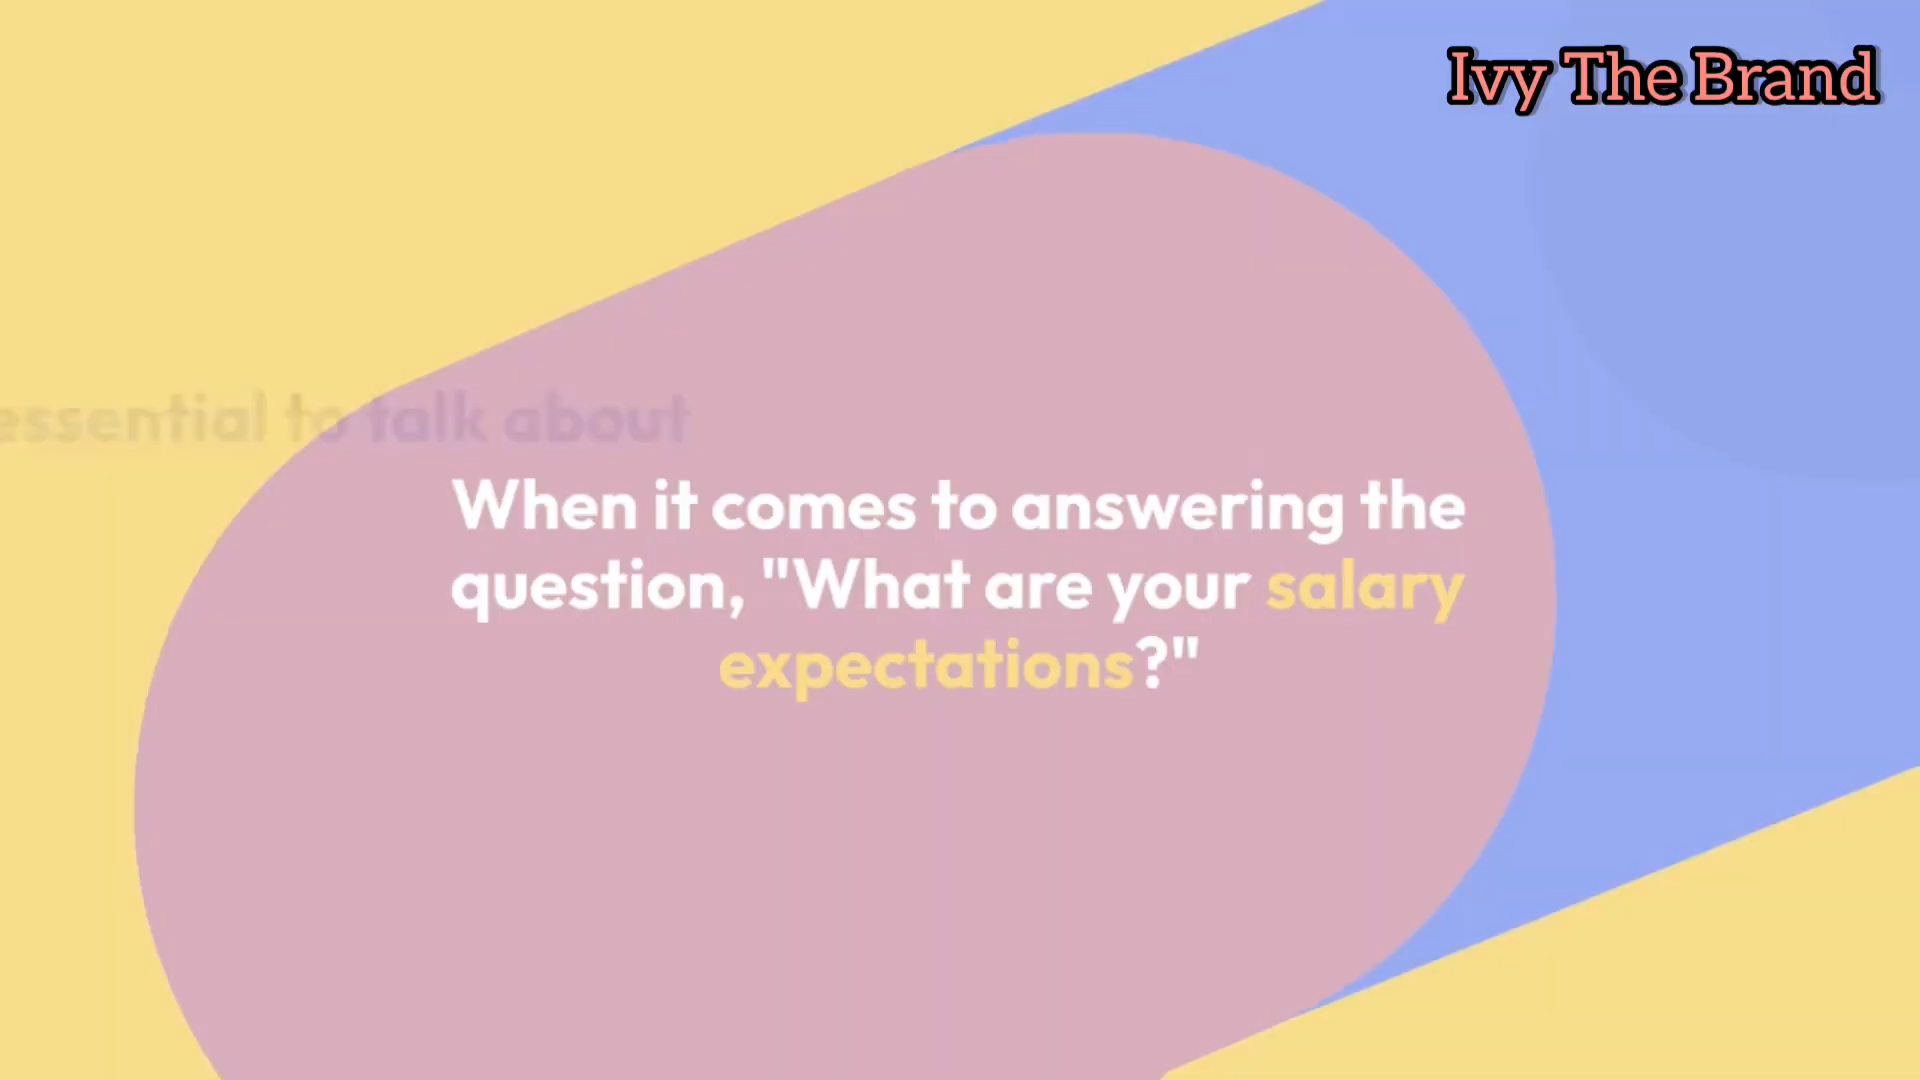 Ivy The Brand
essential to talk about
When it comes to answering the
question, "What are your salary
expectations?"